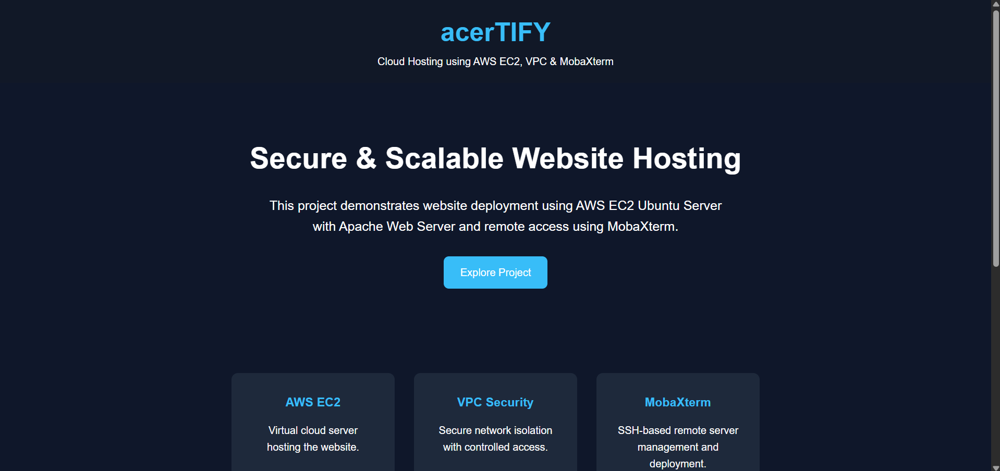 acerTIFY
Cloud Hosting using AWS EC2, VPC & MobaXterm
Secure & Scalable Website Hosting
This project demonstrates website deployment using AWS EC2 Ubuntu Server
with Apache Web Server and remote access using MobaXterm.
Explore Project
AWS EC2
Virtual cloud server
hosting the website.
VPC Security
Secure network isolation
with controlled access.
MobaXterm
SSH-based remote server
management and
deployment.